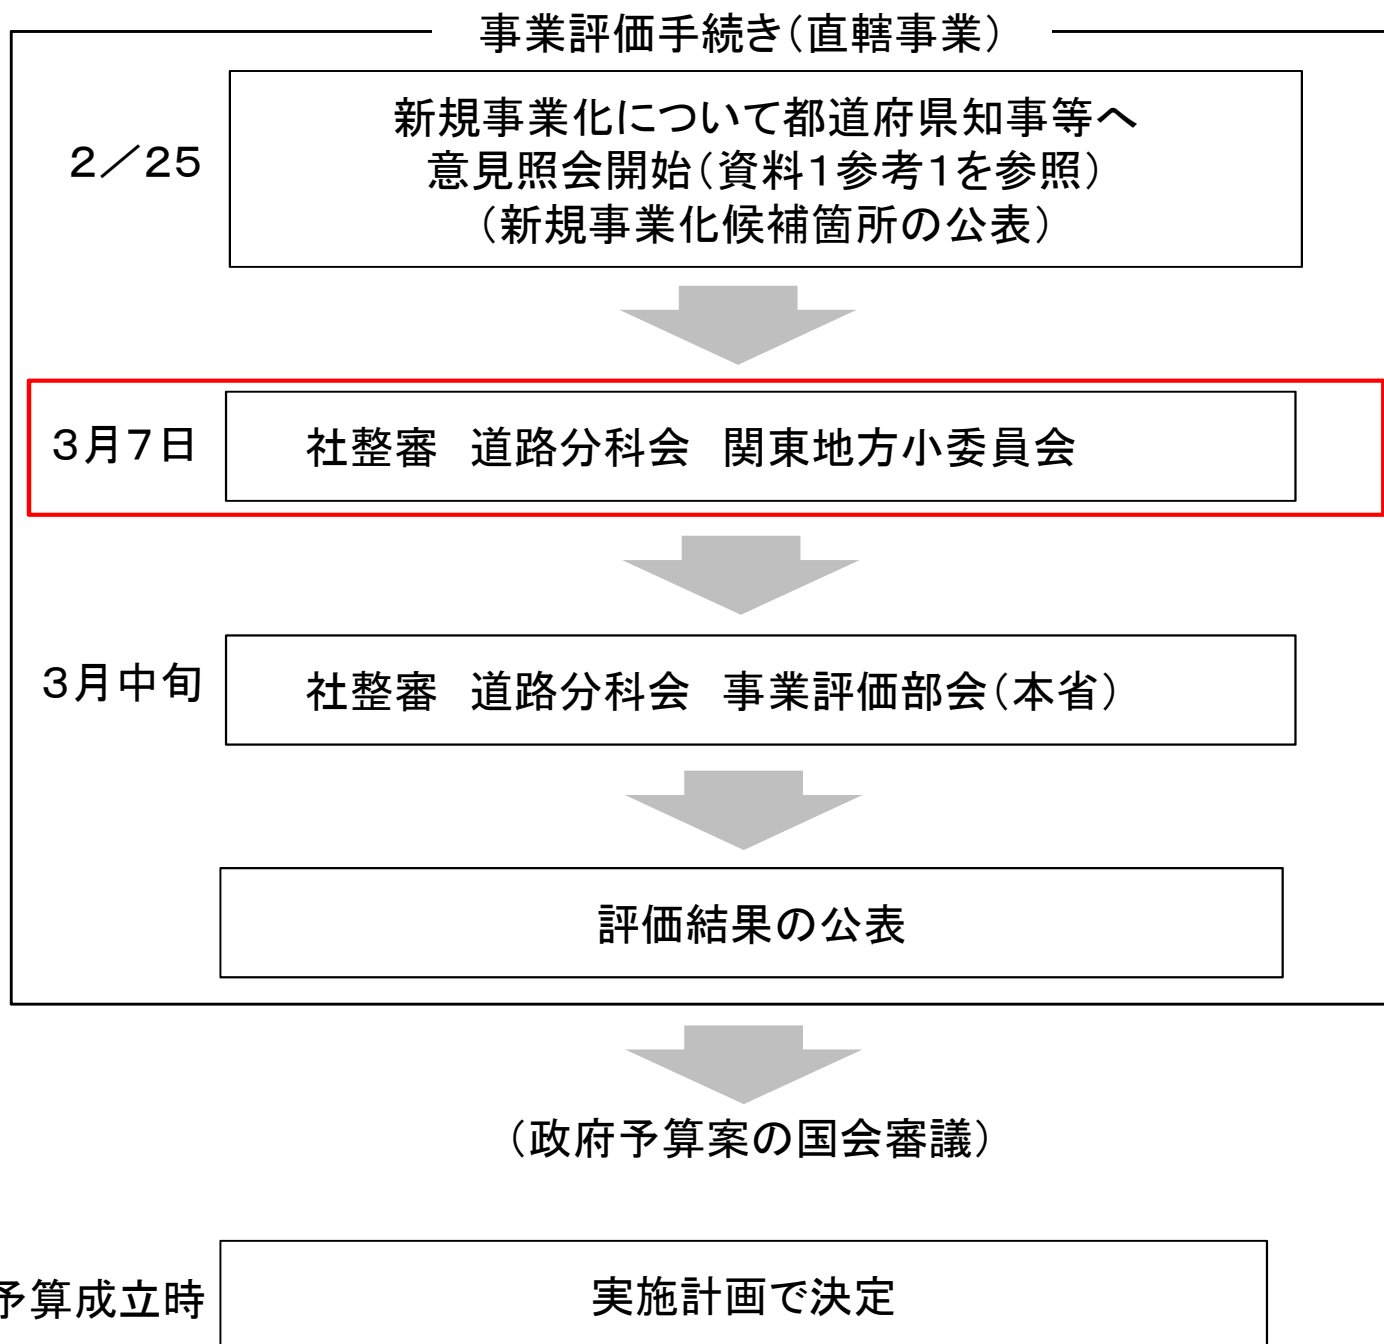 事業評価手続き（直轄事業）
2／25
新規事業化について都道府県知事等へ
意見照会開始（資料１参考１を参照）
（新規事業化候補箇所の公表）
3月7日
社整審　道路分科会　関東地方小委員会
3月中旬
社整審　道路分科会　事業評価部会（本省）
評価結果の公表
（政府予算案の国会審議）
予算成立時
実施計画で決定